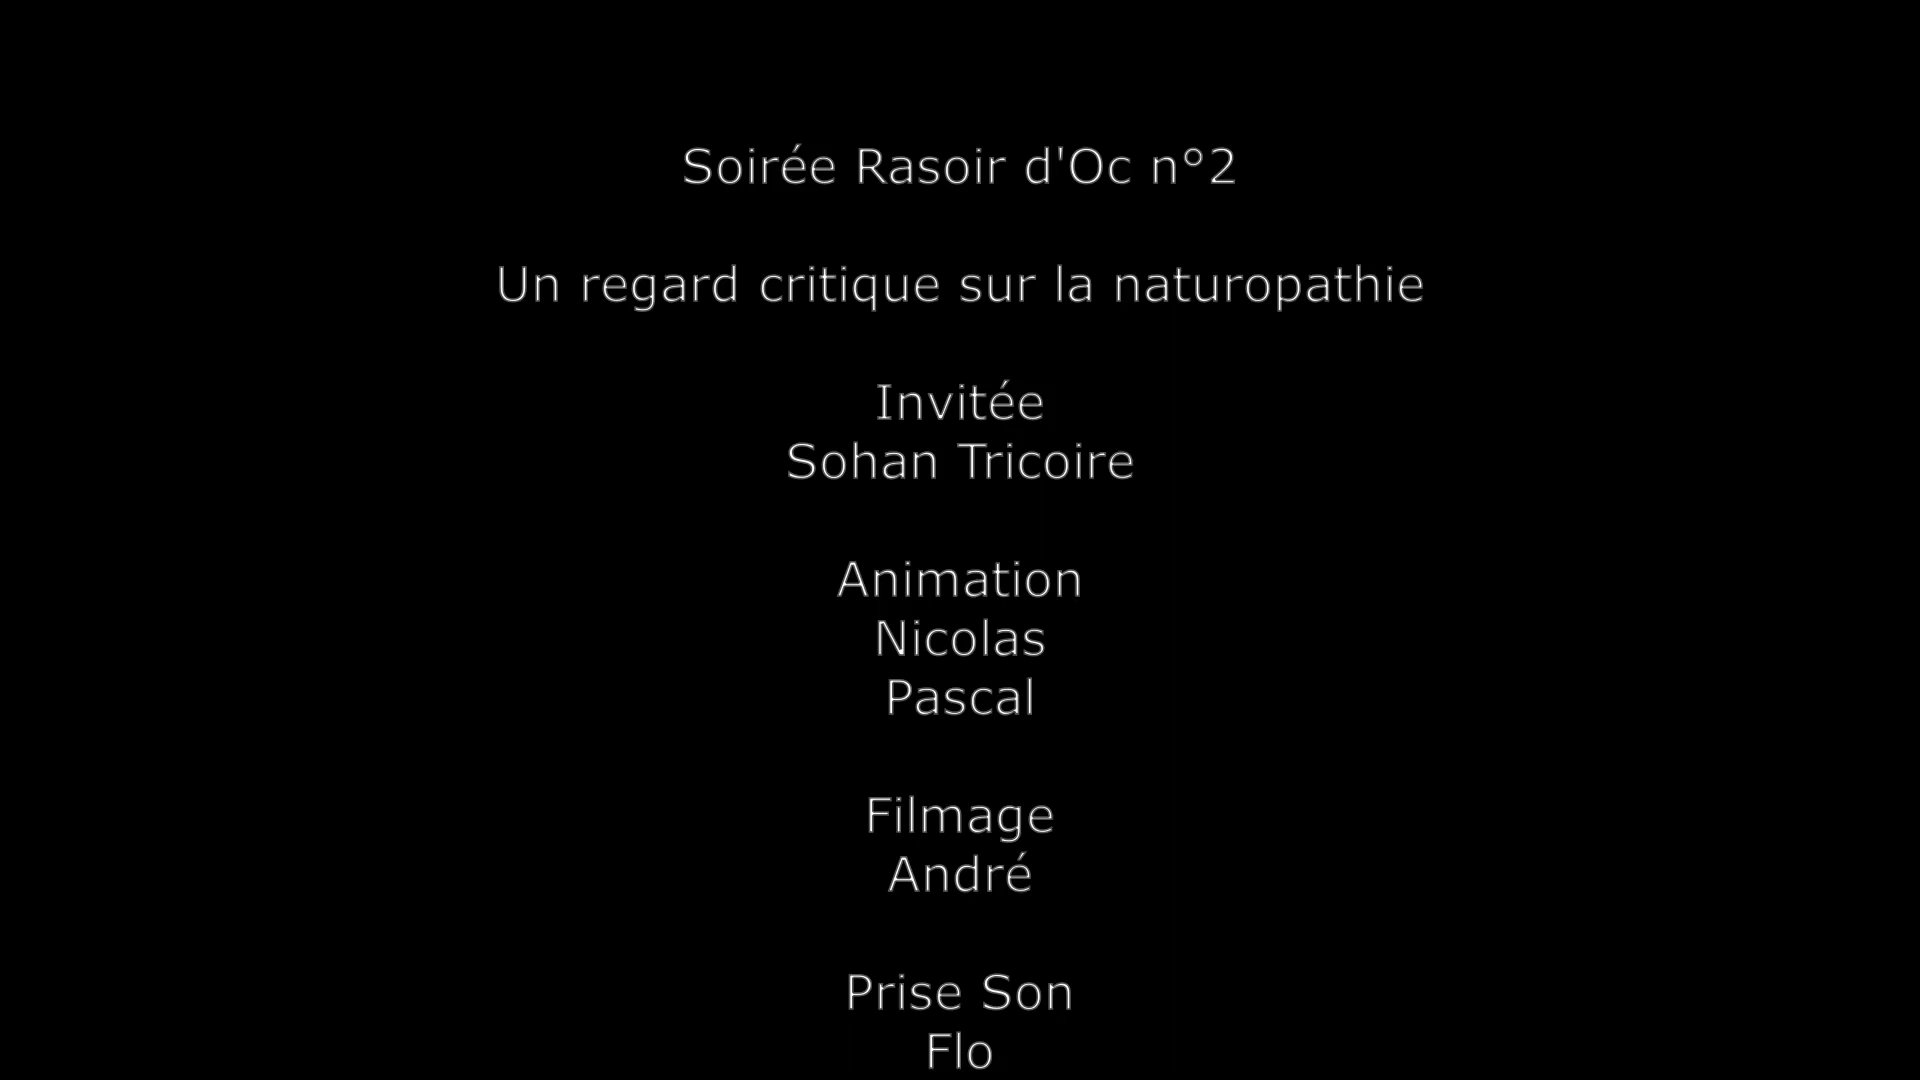 Soirée Rasoir d'Oc n°2
Un regard critique sur la naturopathie
Invitée
Sohan Tricoire
Animation
Nicolas
Pascal
Filmage
André
Prise Son
Flo